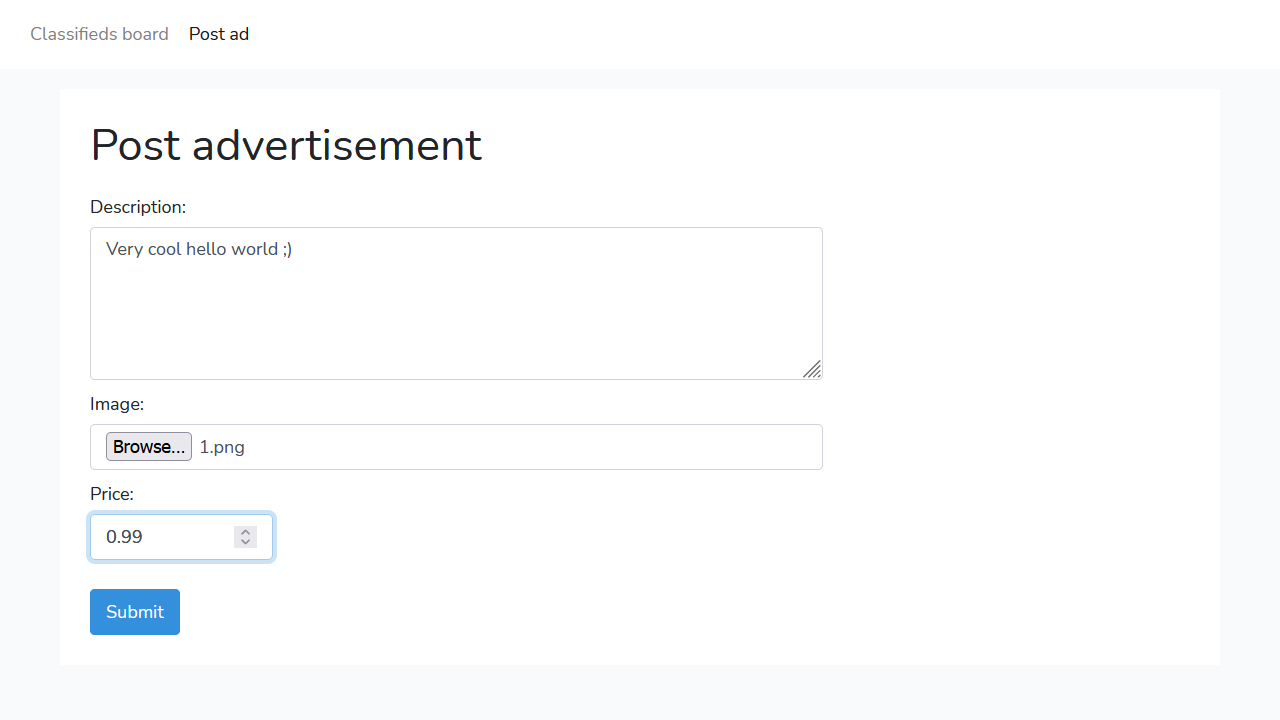 Classifieds board Post ad
Post advertisement
Description:
Very cool hello world ;)
Image:
Browse... 1.png
Price:
0.99
Submit